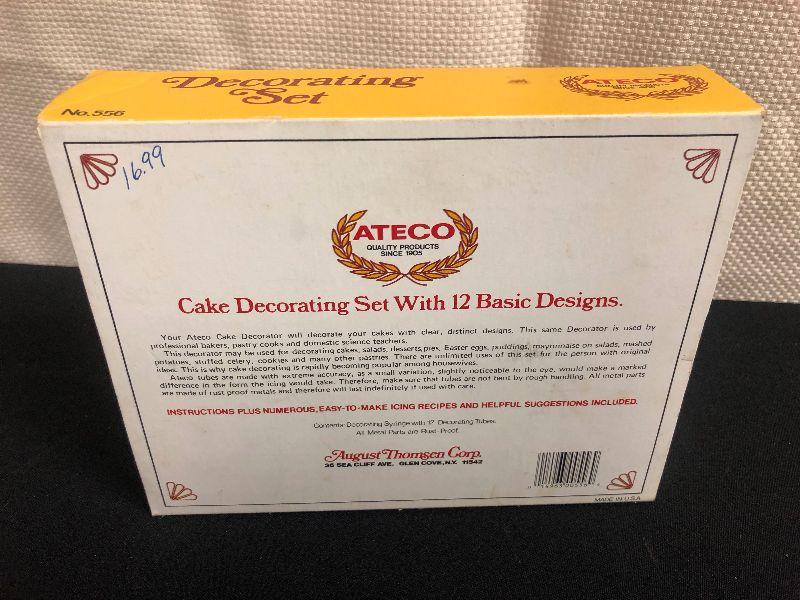 Decorating
Set
No. 556
ATECO
QUALITY PRODUCTS
SINCE 1905
16.99
ATECO
QUALITY PRODUCTS
SINCE 1905
Cake Decorating Set With 12 Basic Designs.
Your Ateco Cake Decorator will decorate your cakes with clear, distinct designs. This same Decorator is used by
professional bakers, pastry cooks and domestic science teachers.
This decorator may be used for decorating cakes, salads, desserts, pies, Easter eggs, puddings, mayonnaise on salads, mashed
potatoes, stuffed celery, cookies and many other pastries. There are unlimited uses of this set for the person with original
ideas. This is why cake decorating is rapidly becoming popular among housewives.
Ateco tubes are made with extreme accuracy, as a small variation, slightly noticeable to the eye, would make a marked
difference in the form the icing would take. Therefore, make sure that tubes are not bent by rough handling. All metal parts
are made of rust proof metals and therefore will last indefinitely if used with care.
INSTRUCTIONS PLUS NUMEROUS, EASY-TO-MAKE ICING RECIPES AND HELPFUL SUGGESTIONS INCLUDED.
Contents: Decorating Syringe with 12 Decorating Tubes.
All Metal Parts are Rust-Proof.
August Thomsen Corp.
36 SEA CLIFF AVE. GLEN COVE, N.Y. 11542
MADE IN U.S.A.